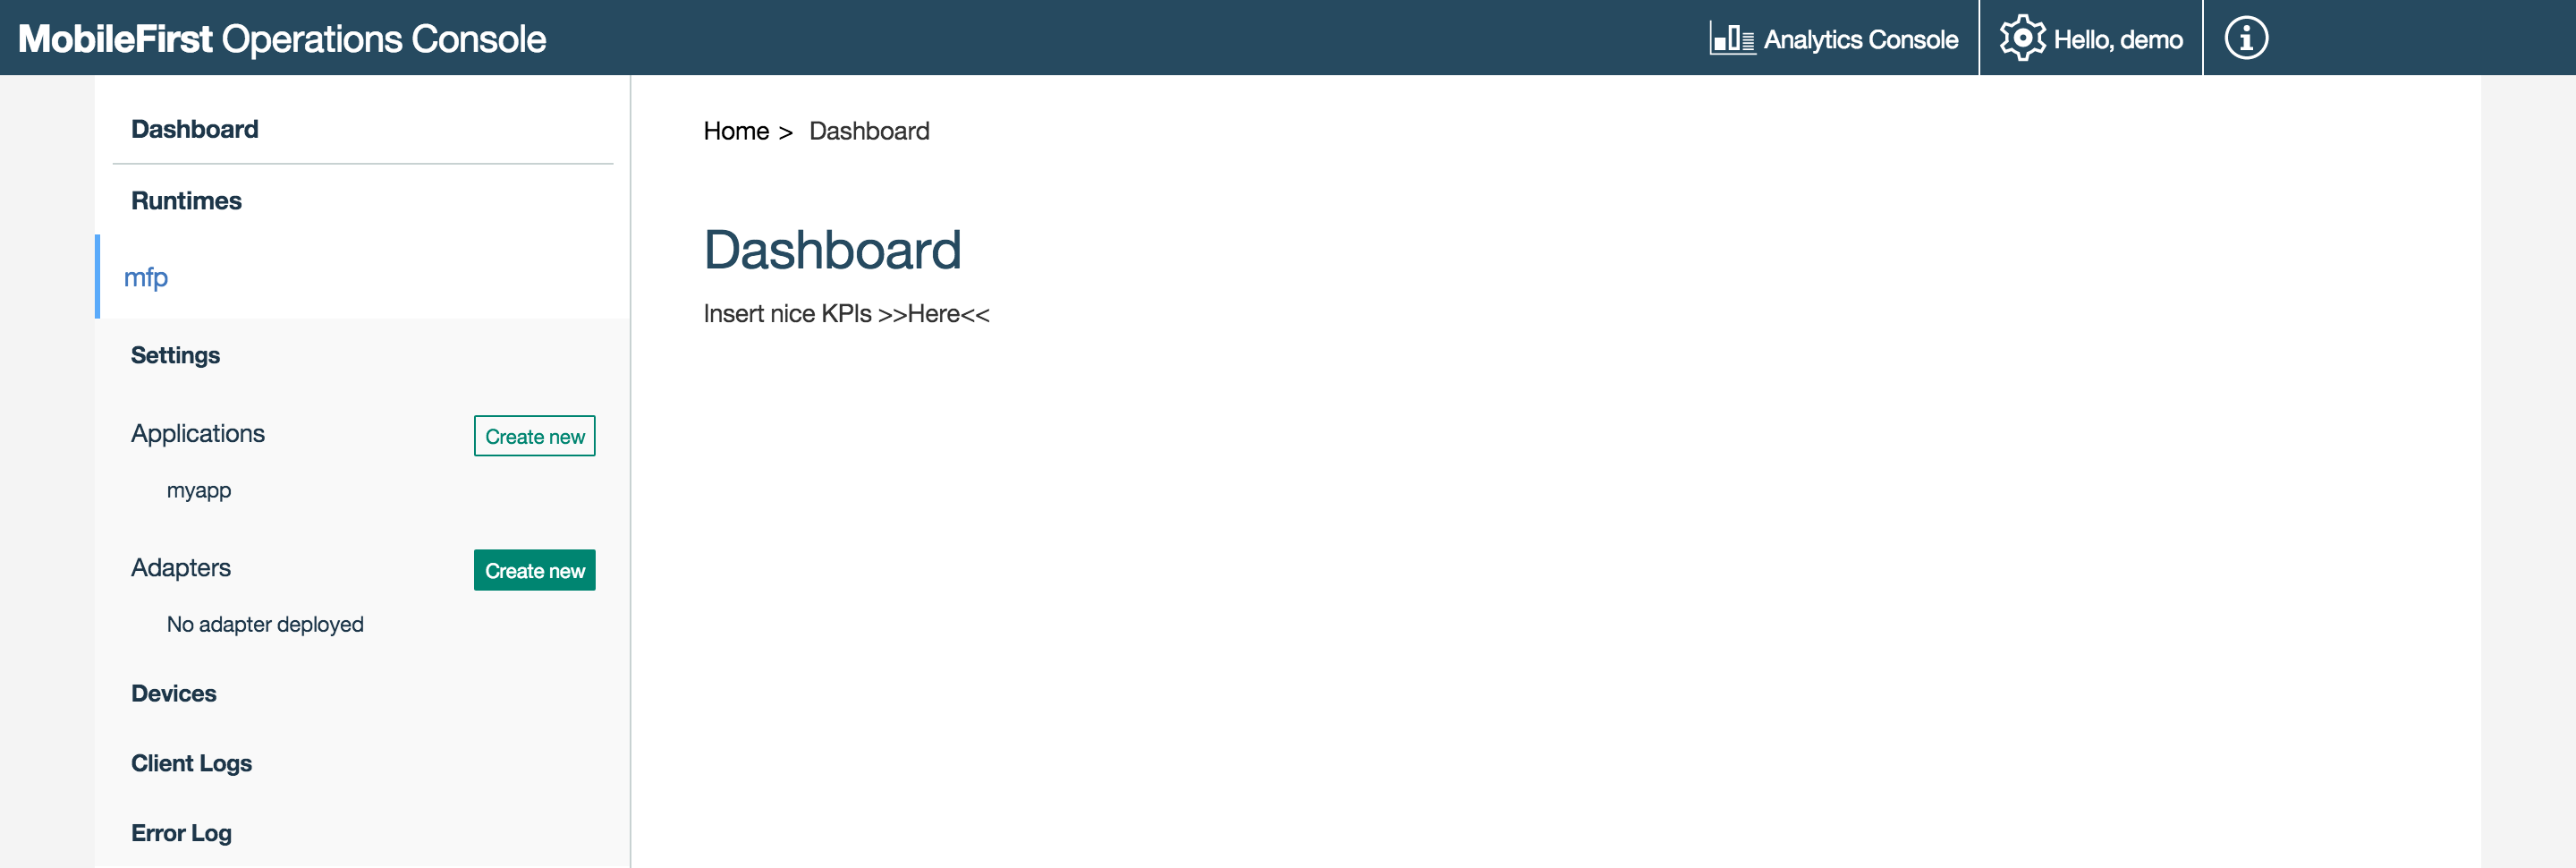 MobileFirst Operations Console
Analytics Console
Hello, demo
Dashboard
Runtimes
mfp
Settings
Applications
Create new
myapp
Adapters
Create new
No adapter deployed
Devices
Client Logs
Error Log
Home > Dashboard
Dashboard
Insert nice KPIs >>Here<<